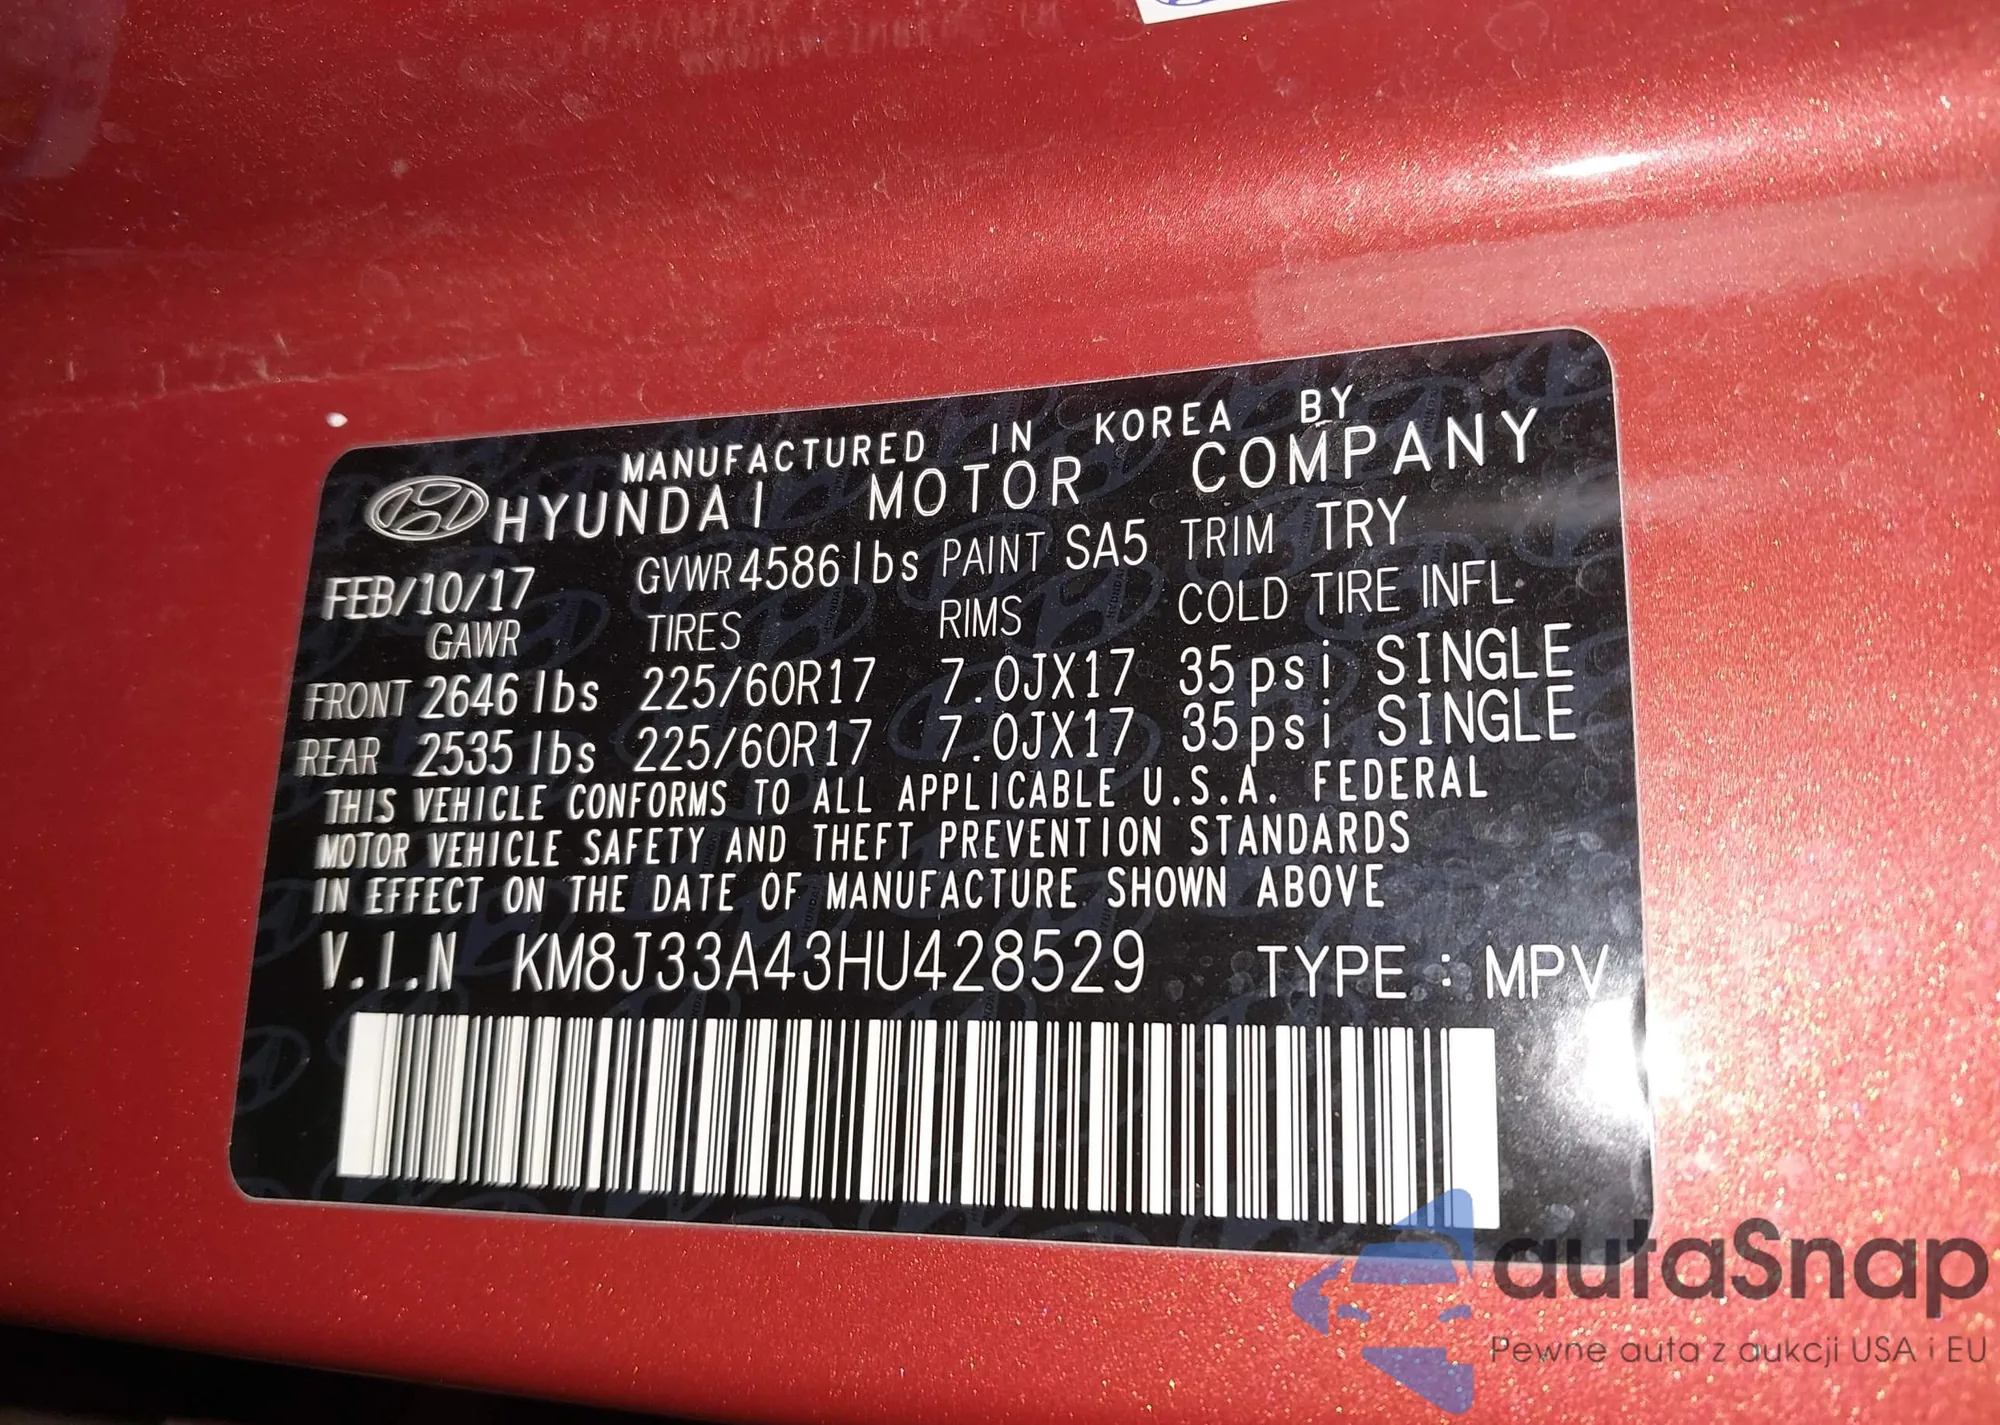 MANUFACTURED IN KOREA BY
HYUNDAI MOTOR COMPANY
FEB/10/17 GVWR 4586 lbs PAINT SA5 TRIM TRY
GAWR TIRES RIMS COLD TIRE INFL
FRONT 2646 lbs 225/60R17 7.0JX17 35psi SINGLE
REAR 2535 lbs 225/60R17 7.0JX17 35psi SINGLE
THIS VEHICLE CONFORMS TO ALL APPLICABLE U.S.A. FEDERAL
MOTOR VEHICLE SAFETY AND THEFT PREVENTION STANDARDS
IN EFFECT ON THE DATE OF MANUFACTURE SHOWN ABOVE
V.I.N KM8J33A43HU428529 TYPE : MPV
autaSnap
Pewne auta z aukcji USA i EU